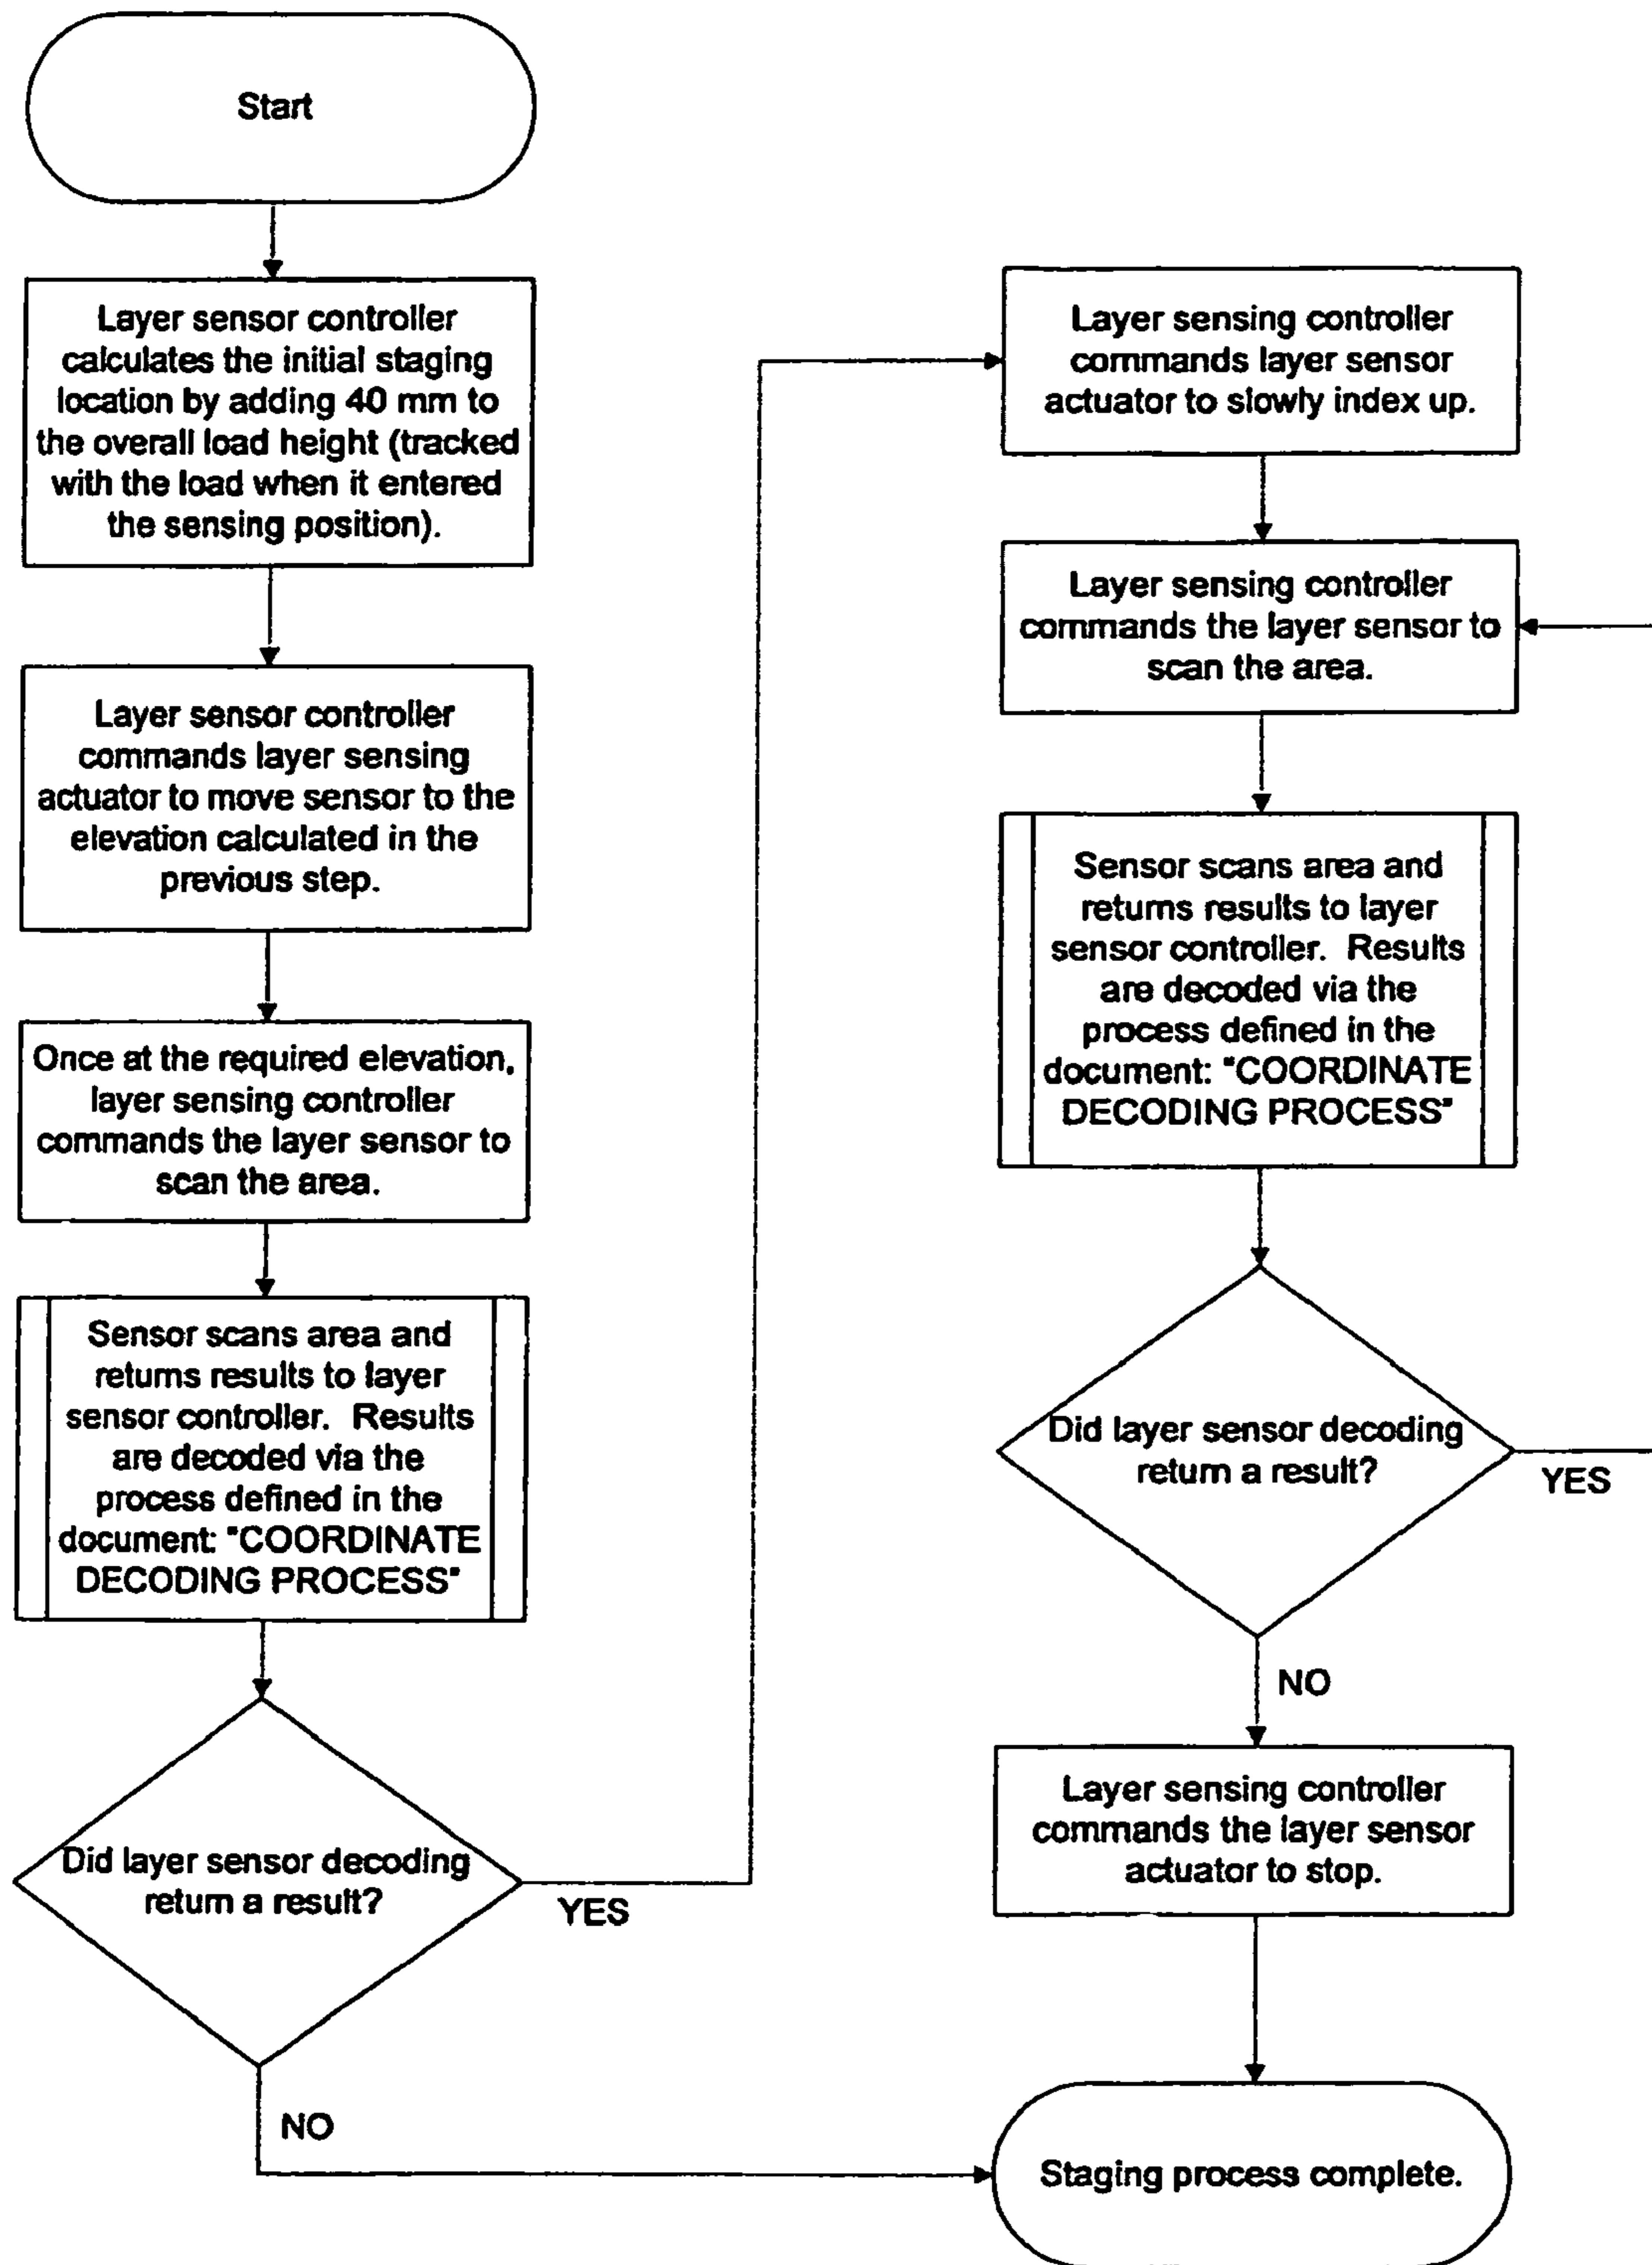 Start
Layer sensor controller
calculates the initial staging
location by adding 40 mm to
the overall load height (tracked
with the load when it entered
the sensing position).
Layer sensor controller
commands layer sensing
actuator to move sensor to the
elevation calculated in the
previous step.
Once at the required elevation,
layer sensing controller
commands the layer sensor to
scan the area.
Sensor scans area and
returns results to layer
sensor controller.  Results
are decoded via the
process defined in the
document: "COORDINATE
DECODING PROCESS"
Did layer sensor decoding
return a result?
YES
NO
Layer sensing controller
commands layer sensor
actuator to slowly index up.
Layer sensing controller
commands the layer sensor to
scan the area.
Sensor scans area and
returns results to layer
sensor controller.  Results
are decoded via the
process defined in the
document: "COORDINATE
DECODING PROCESS"
Did layer sensor decoding
return a result?
YES
NO
Layer sensing controller
commands the layer sensor
actuator to stop.
Staging process complete.